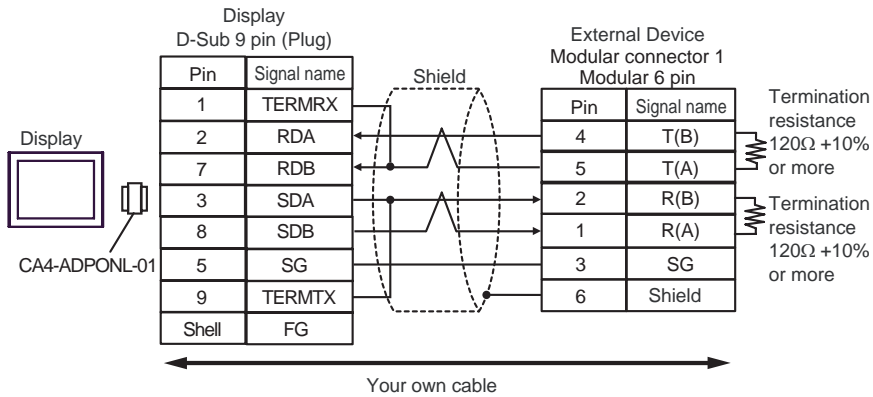 Display
D-Sub 9 pin (Plug)
Pin Signal name
1 TERMRX
2 RDA
7 RDB
3 SDA
8 SDB
5 SG
9 TERMTX
Shell FG
Shield
External Device
Modular connector 1
Modular 6 pin
Pin Signal name
4 T(B)
5 T(A)
2 R(B)
1 R(A)
3 SG
6 Shield
Termination
resistance
120Ω +10%
or more
Termination
resistance
120Ω +10%
or more
Display
CA4-ADPONL-01
Your own cable